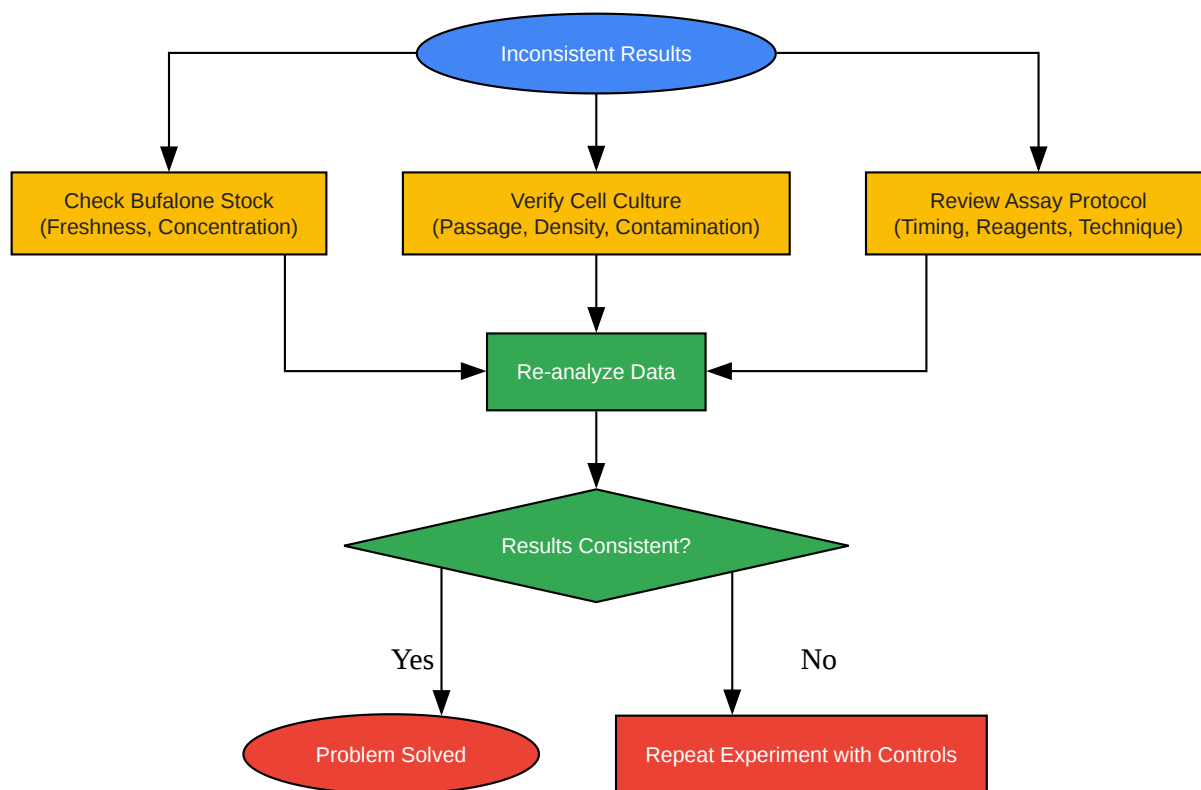 Inconsistent Results
Check Bufalone Stock
(Freshness, Concentration)
Verify Cell Culture
(Passage, Density, Contamination)
Review Assay Protocol
(Timing, Reagents, Technique)
Re-analyze Data
Results Consistent?
Yes
No
Problem Solved
Repeat Experiment with Controls